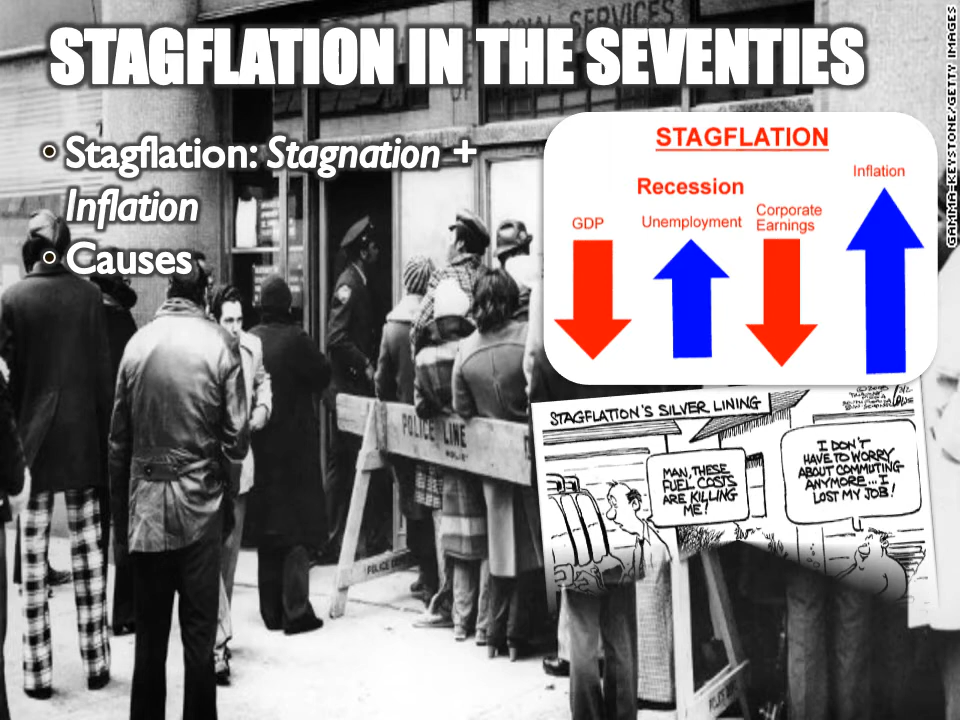 SOCIAL SERVICES
STAGFLATION IN THE SEVENTIES
GAMMA-KEYSTONE/GETTY IMAGES
• Stagflation: Stagnation +
Inflation
• Causes
STAGFLATION
Recession
GDP
Unemployment
Corporate
Earnings
Inflation
POLICE LINE
STAGFLATION'S SILVER LINING
MAN, THESE
FUEL COSTS
ARE KILLING
ME!
I DON'T
HAVE TO WORRY
ABOUT COMMUTING
ANYMORE...I
LOST MY JOB!